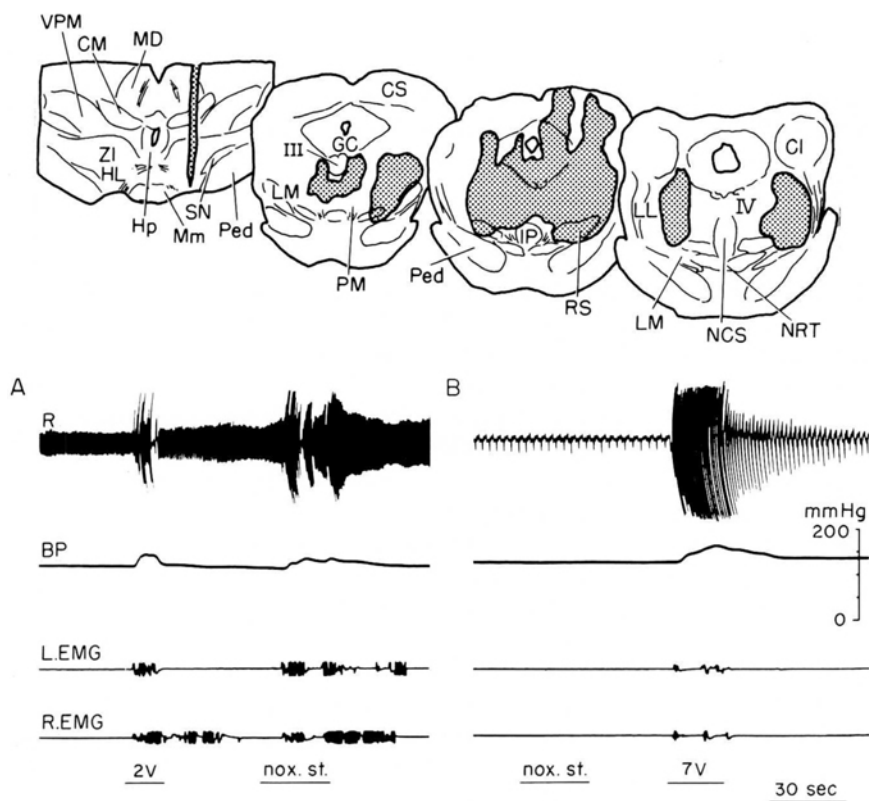 VPM
CM
MD
ZI
HL
Hp
Mm
SN
Ped
CS
III
GC
LM
PM
Ped
IP
RS
CI
LL
IV
LM
NCS
NRT
A
R
BP
L.EMG
R.EMG
2V
nox. st.
B
mmHg
200
0
nox. st.
7V
30 sec